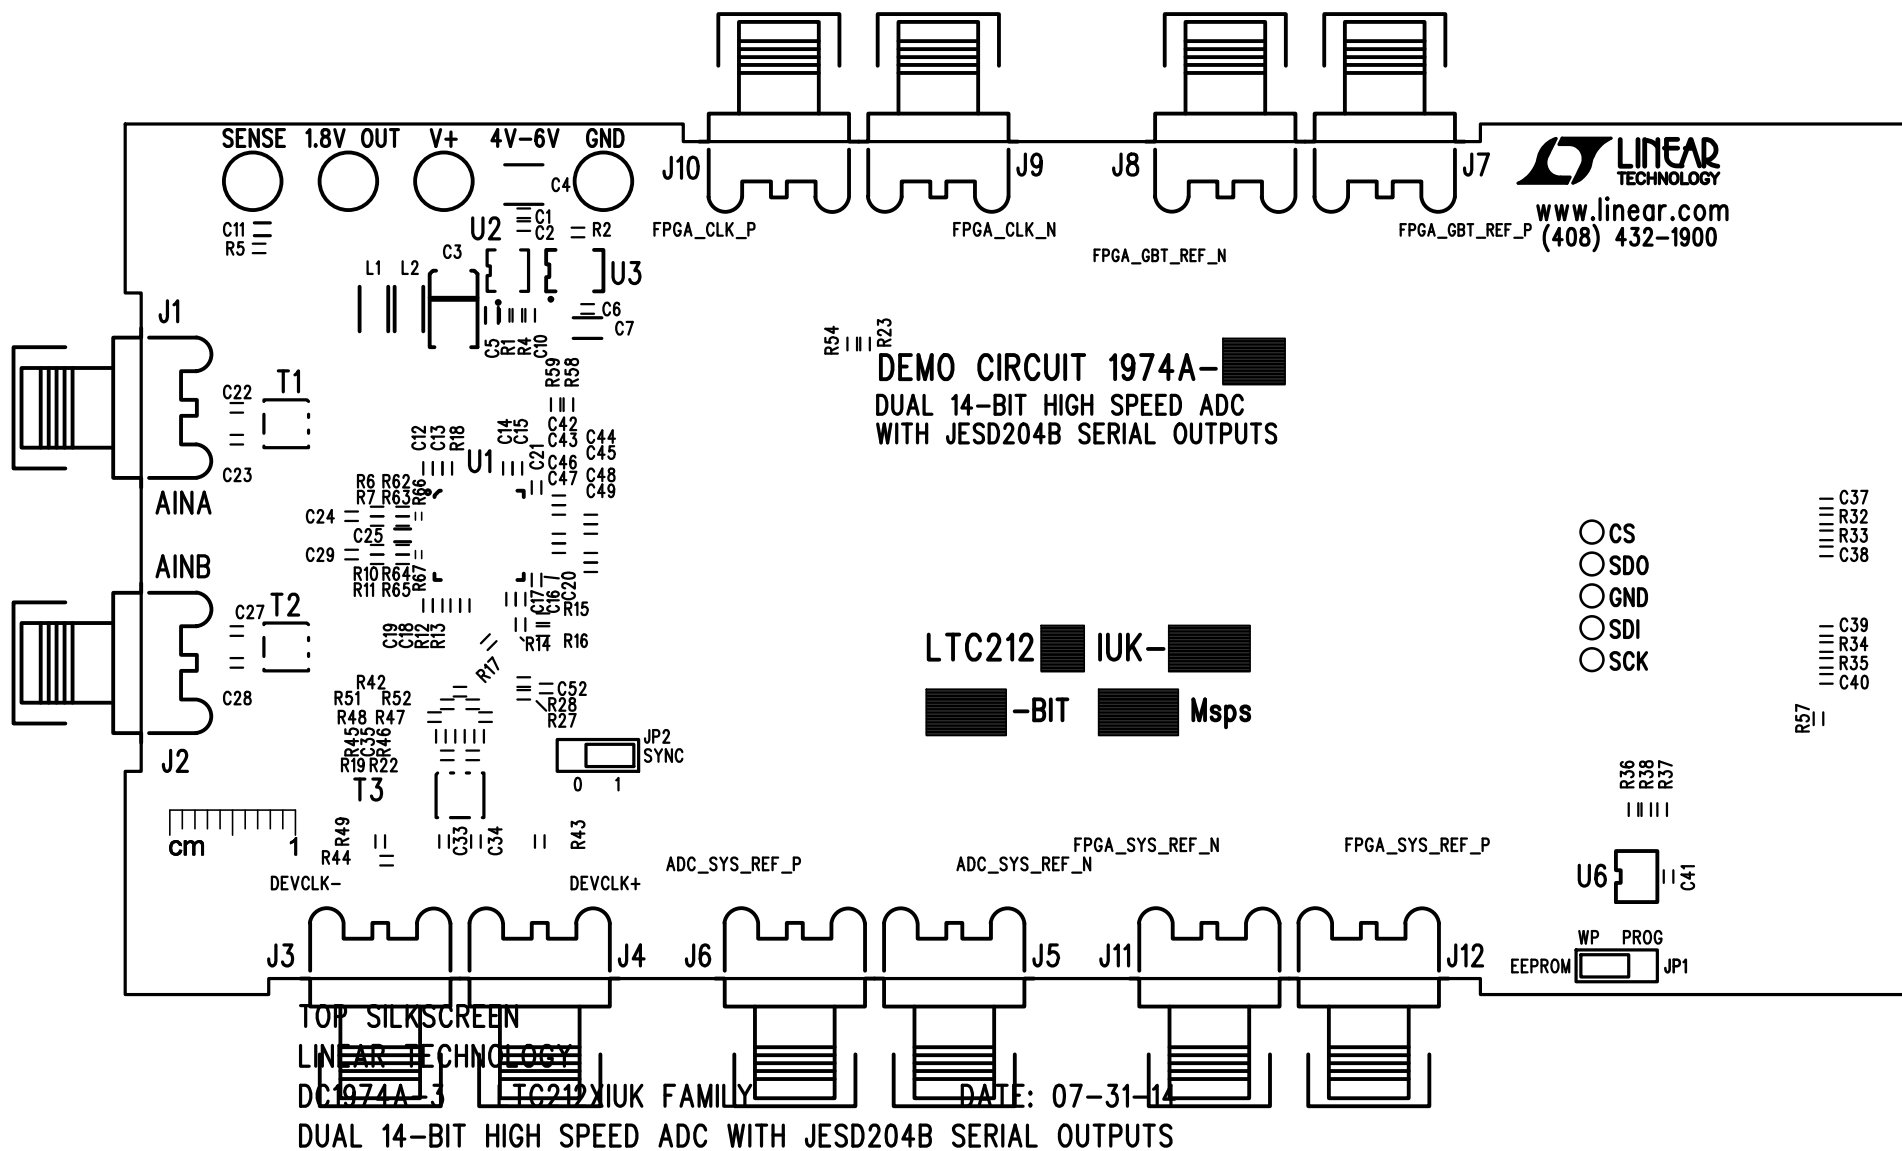 SENSE 1.8V OUT V+ 4V-6V GND
J10
J9
J8
J7
LINEAR
TECHNOLOGY
www.linear.com
(408) 432-1900
C4
C11
R5
C1
C2
R2
U2
U3
FPGA_CLK_P
FPGA_CLK_N
FPGA_GBT_REF_N
FPGA_GBT_REF_P
L1
L2
C3
C6
C7
C5
R1
R4
C10
R59
R58
J1
R54
R23
DEMO CIRCUIT 1974A-
DUAL 14-BIT HIGH SPEED ADC
WITH JESD204B SERIAL OUTPUTS
C22
T1
C23
AINA
C12
C13
R18
U1
C14
C15
C21
C42
C43
C44
C45
C46
C47
C48
C49
R6 R62
R7 R63
R66
C24
C25
C29
R10 R64
R11 R65
R67
C17
C16
C20
R15
R16
R14
R17
C19
C18
R12
R13
AINB
C27
T2
C28
J2
CS
SDO
GND
SDI
SCK
C37
R32
R33
C38
C39
R34
R35
C40
R57
LTC212 IUK-
-BIT Msps
R42
R51 R52
R48 R47
R45
C35
R46
R19 R22
T3
C52
R28
R27
JP2
SYNC
0 1
R36
R38
R37
cm 1
R49
R44
C33
C34
R43
DEVCLK-
DEVCLK+
ADC_SYS_REF_P
ADC_SYS_REF_N
FPGA_SYS_REF_N
FPGA_SYS_REF_P
U6
C41
WP PROG
EEPROM
JP1
J3
J4
J6
J5
J11
J12
TOP SILKSCREEN
LINEAR TECHNOLOGY
DC1974A-3 LTC212XIUK FAMILY DATE: 07-31-14
DUAL 14-BIT HIGH SPEED ADC WITH JESD204B SERIAL OUTPUTS